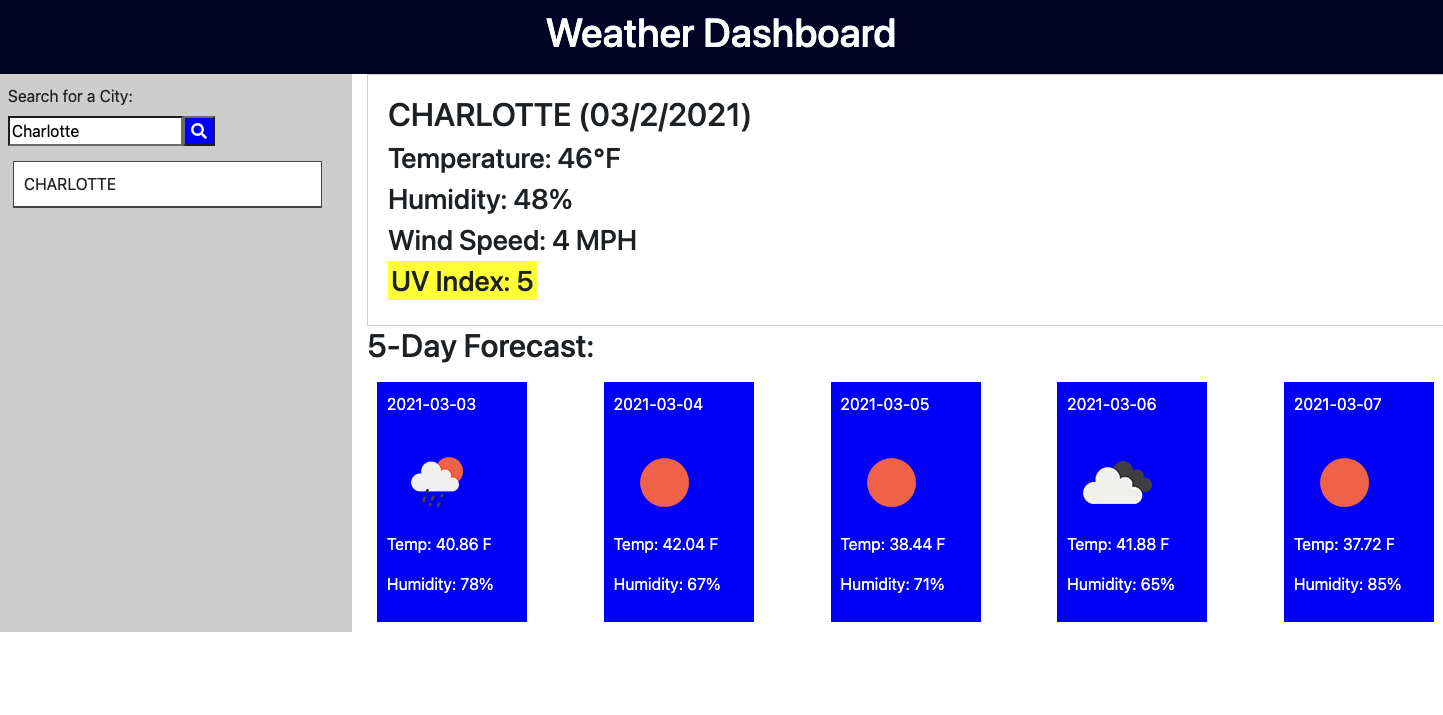 Weather Dashboard
Search for a City:
Charlotte
CHARLOTTE
CHARLOTTE (03/2/2021)
Temperature: 46°F
Humidity: 48%
Wind Speed: 4 MPH
UV Index: 5
5-Day Forecast:
2021-03-03
Temp: 40.86 F
Humidity: 78%
2021-03-04
Temp: 42.04 F
Humidity: 67%
2021-03-05
Temp: 38.44 F
Humidity: 71%
2021-03-06
Temp: 41.88 F
Humidity: 65%
2021-03-07
Temp: 37.72 F
Humidity: 85%